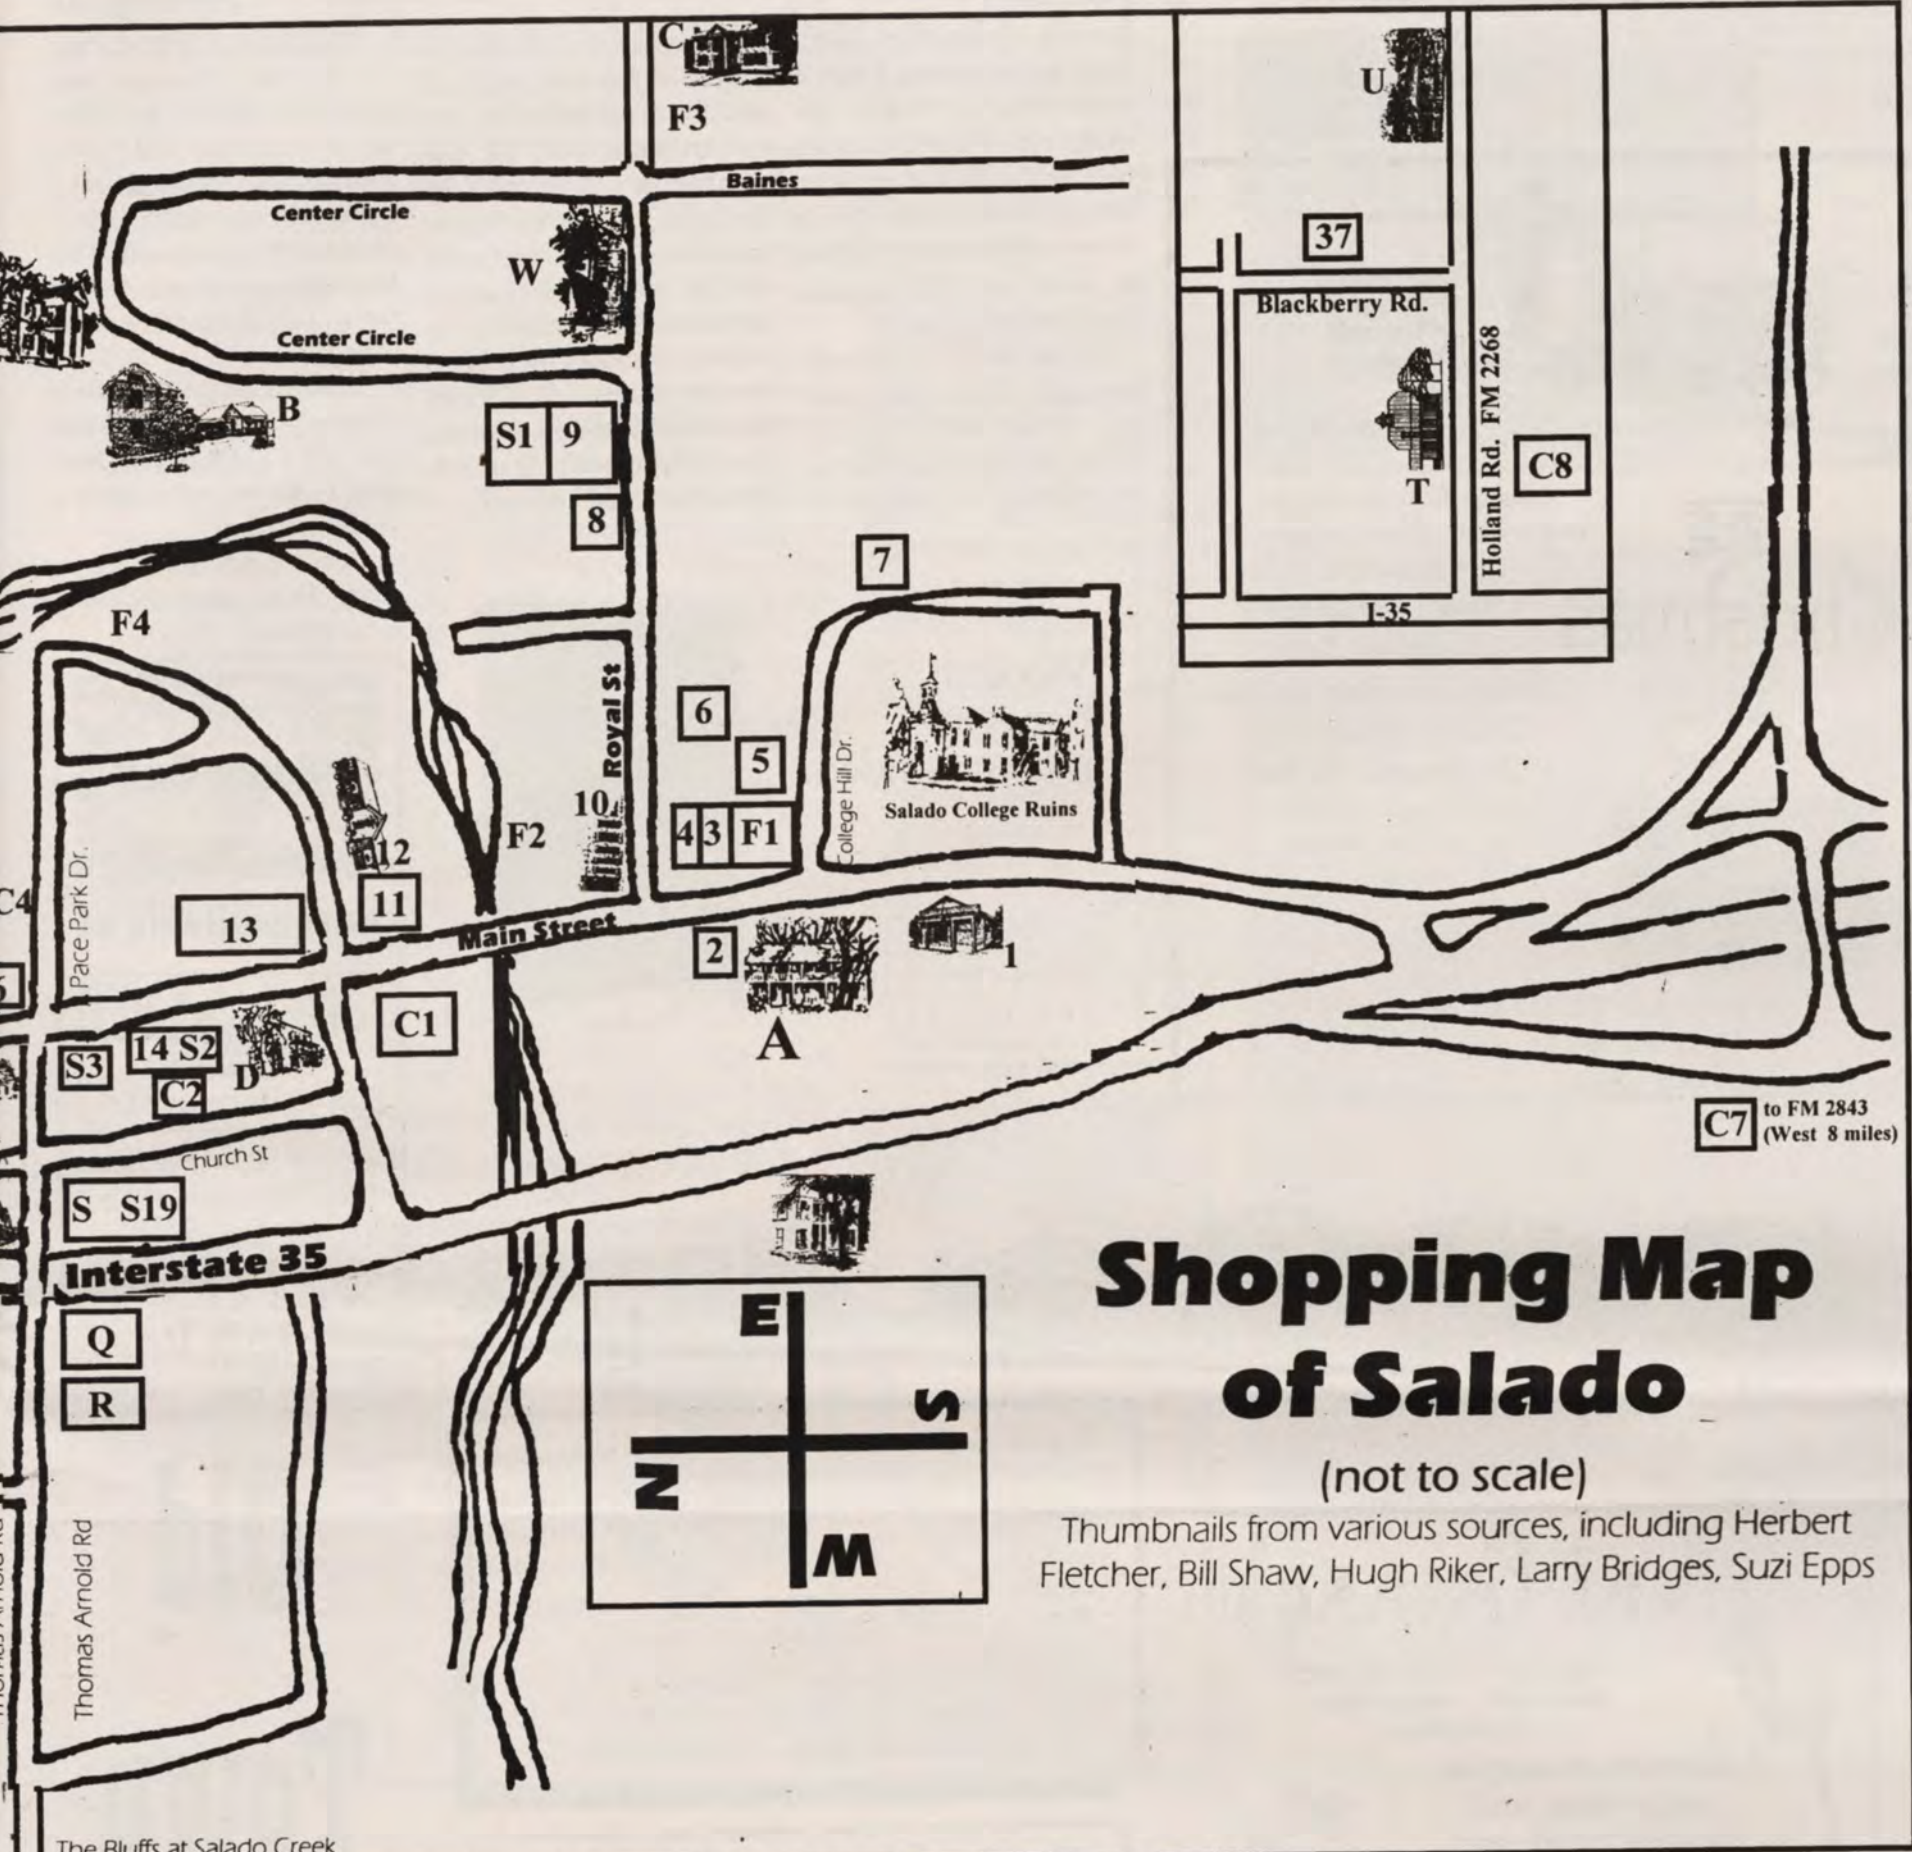 C
F3
U
Baines
Center Circle
W
37
Blackberry Rd.
Center Circle
B
S1 9
Holland Rd. FM 2268
C8
T
8
7
I-35
F4
Royal St
6
5
College Hill Dr.
Salado College Ruins
10
4 3 F1
F2
12
11
C4
Pace Park Dr.
13
Main Street
2
1
A
C1
14 S2
S3
D
C2
C7
to FM 2843
(West 8 miles)
Church St
S S19
Interstate 35
Q
R
E
S
N
W
Shopping Map
of Salado
(not to scale)
Thumbnails from various sources, including Herbert
Fletcher, Bill Shaw, Hugh Riker, Larry Bridges, Suzi Epps
Thomas Arnold Rd
The Bluffs at Salado Creek